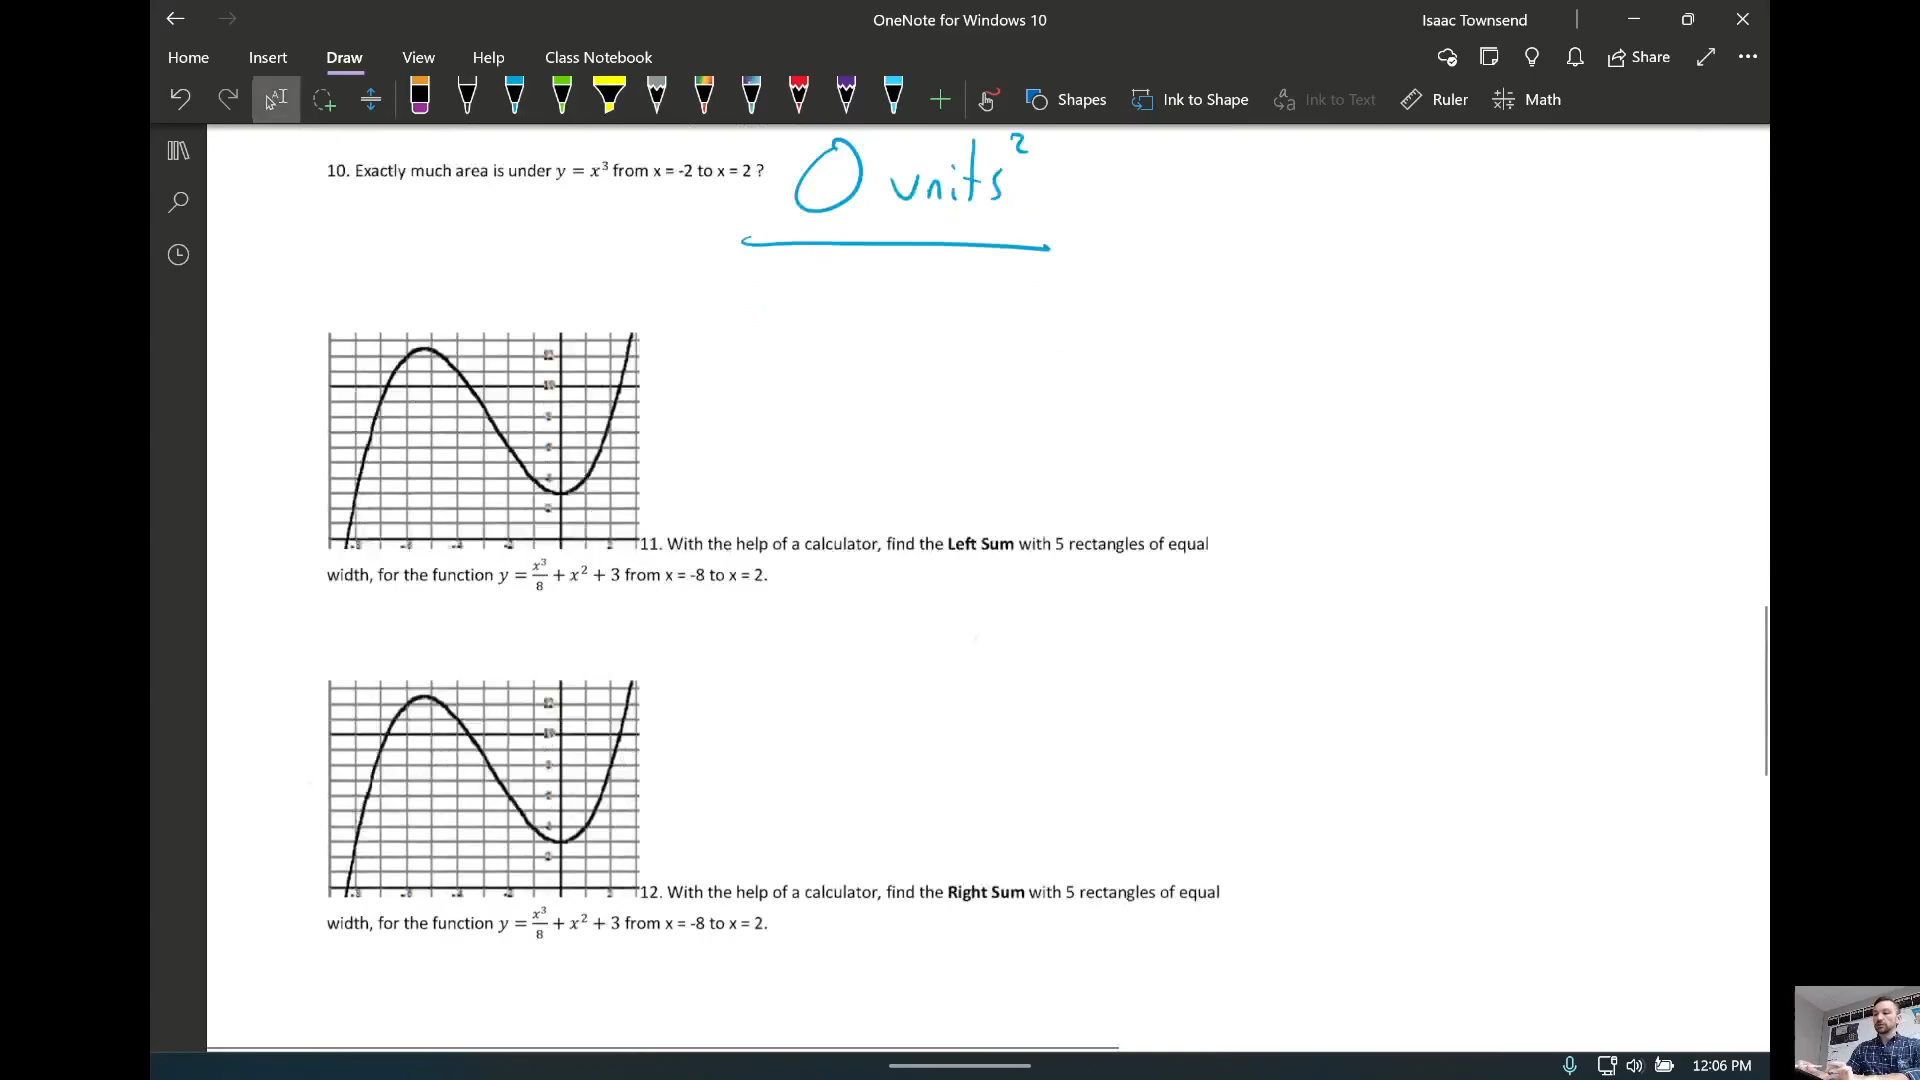 OneNote for Windows 10
Isaac Townsend
Home Insert Draw View Help Class Notebook
Share
Shapes Ink to Shape Ink to Text Ruler Math
10. Exactly much area is under y = x³ from x = -2 to x = 2 ?
0 units²
11. With the help of a calculator, find the Left Sum with 5 rectangles of equal
width, for the function y = x³/8 + x² + 3 from x = -8 to x = 2.
12. With the help of a calculator, find the Right Sum with 5 rectangles of equal
width, for the function y = x³/8 + x² + 3 from x = -8 to x = 2.
12:06 PM